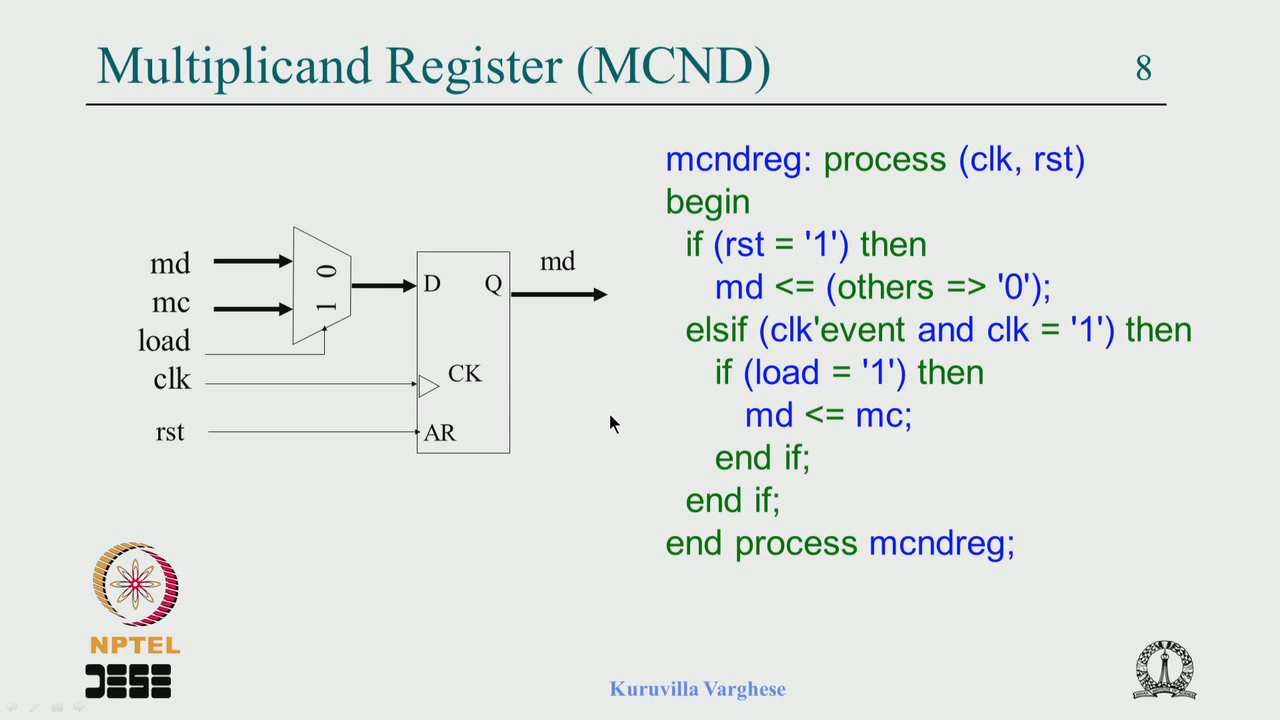 Multiplicand Register (MCND)
8
md
mc
load
clk
rst
0
1
D
Q
CK
AR
md
mcndreg: process (clk, rst)
begin
if (rst = '1') then
md <= (others => '0');
elsif (clk'event and clk = '1') then
if (load = '1') then
md <= mc;
end if;
end if;
end process mcndreg;
NPTEL
DESE
Kuruvilla Varghese